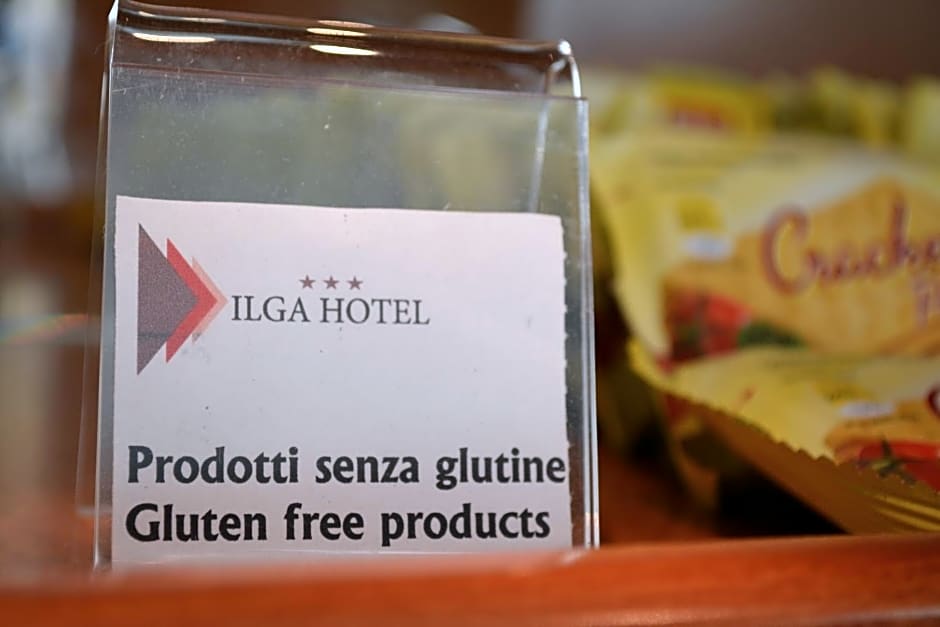 ★★★
ILGA HOTEL
Prodotti senza glutine
Gluten free products